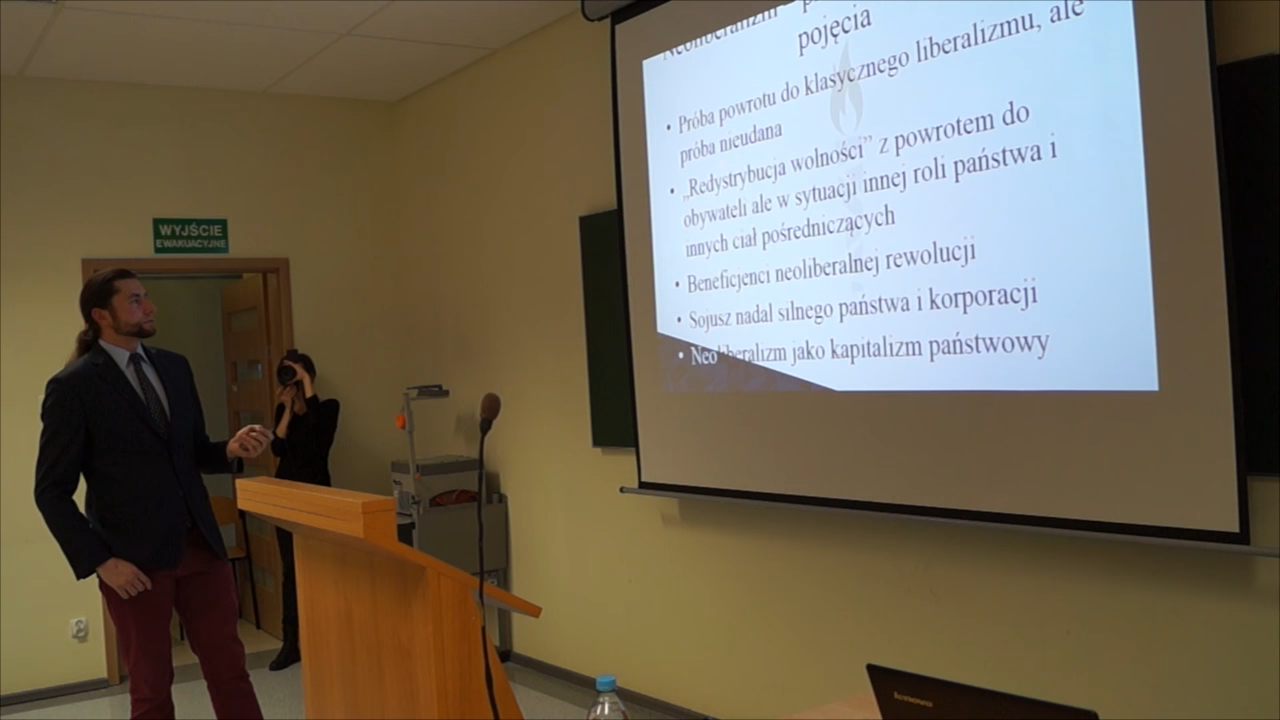 WYJŚCIE
EWAKUACYJNE
pojęcia
• Próba powrotu do klasycznego liberalizmu, ale
próba nieudana
• „Redystrybucja wolności” z powrotem do
obywateli ale w sytuacji innej roli państwa i
innych ciał pośredniczących
• Beneficjenci neoliberalnej rewolucji
• Sojusz nadal silnego państwa i korporacji
• Neoliberalizm jako kapitalizm państwowy
lenovo